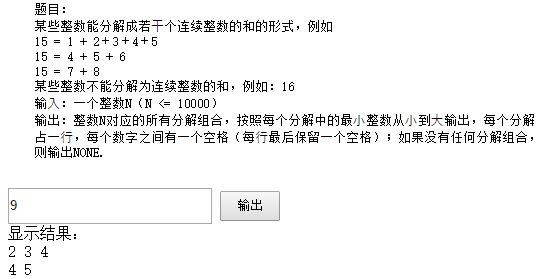 题目：
某些整数能分解成若干个连续整数的和的形式，例如
15 = 1 + 2+3+4+5
15 = 4 + 5 + 6
15 = 7 + 8
某些整数不能分解为连续整数的和，例如：16
输入：一个整数N（N <= 10000）
输出：整数N对应的所有分解组合，按照每个分解中的最小整数从小到大输出，每个分解
占一行，每个数字之间有一个空格（每行最后保留一个空格）；如果没有任何分解组合，
则输出NONE.
9 输出
显示结果：
2 3 4
4 5